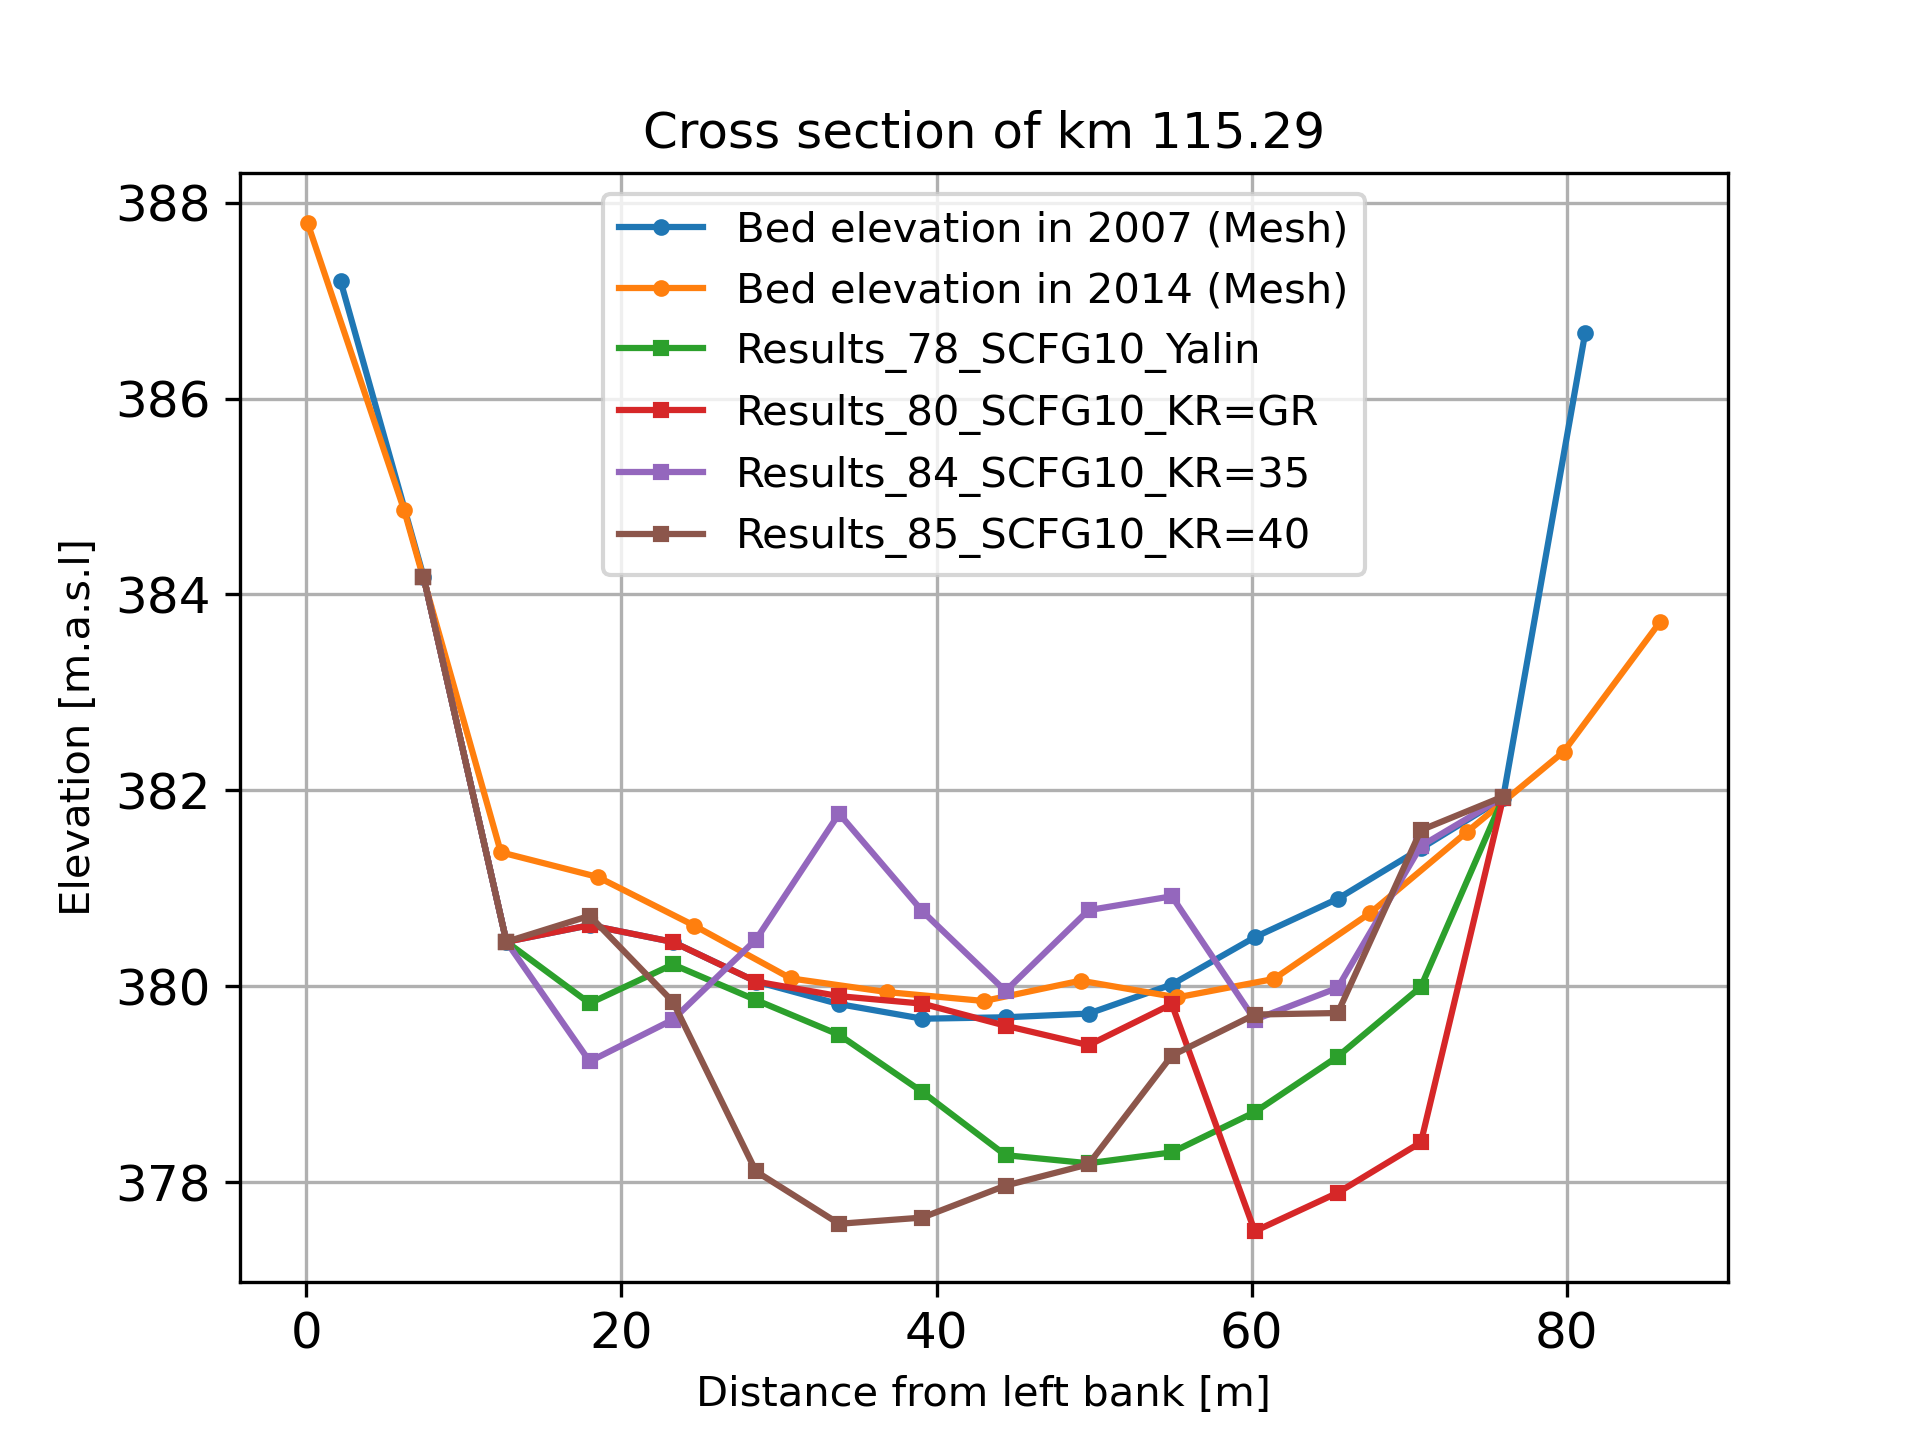 Cross section of km 115.29
388
386
384
382
380
378
Elevation [m.a.s.l]
Bed elevation in 2007 (Mesh)
Bed elevation in 2014 (Mesh)
Results_78_SCFG10_Yalin
Results_80_SCFG10_KR=GR
Results_84_SCFG10_KR=35
Results_85_SCFG10_KR=40
0 20 40 60 80
Distance from left bank [m]